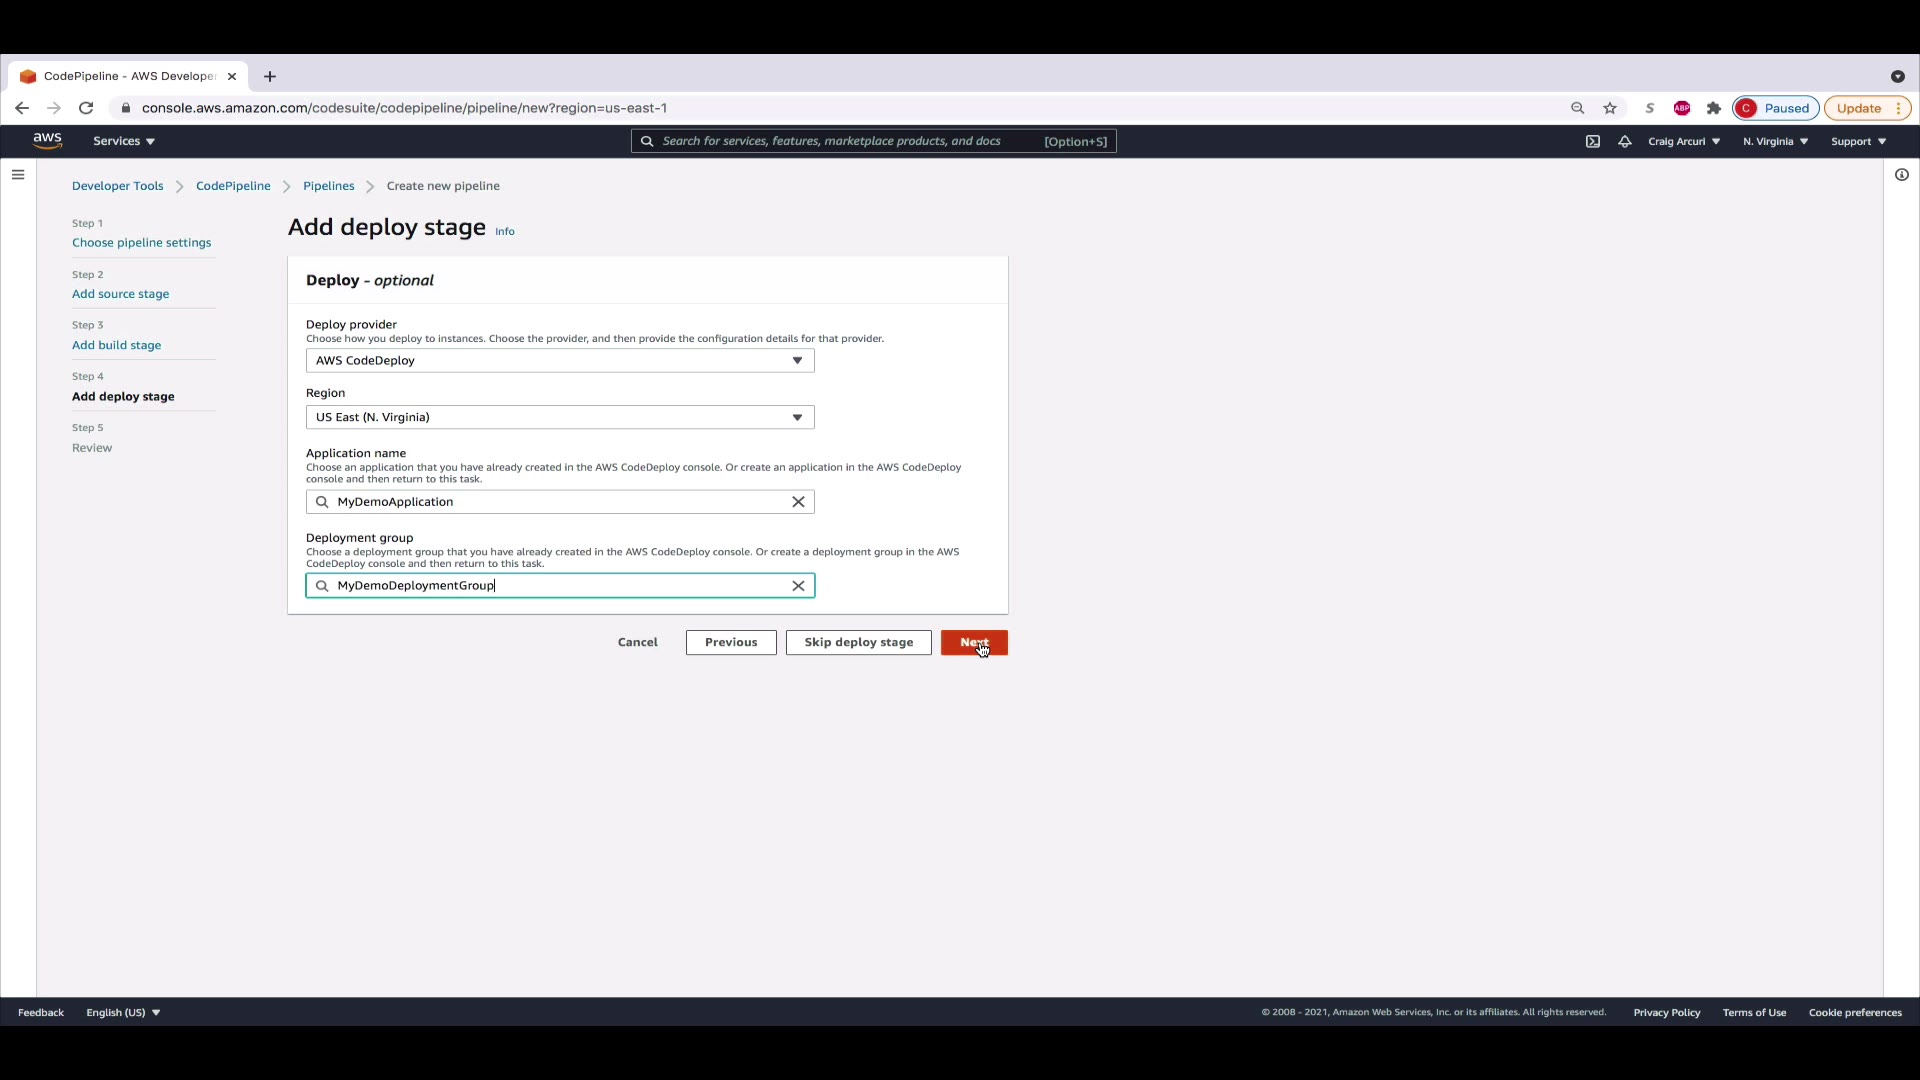 CodePipeline - AWS Developer
console.aws.amazon.com/codesuite/codepipeline/pipeline/new?region=us-east-1
S
ABP
C
Paused
Update
aws
Services
Search for services, features, marketplace products, and docs
[Option+S]
Craig Arcuri
N. Virginia
Support
Developer Tools
CodePipeline
Pipelines
Create new pipeline
Step 1
Choose pipeline settings
Step 2
Add source stage
Step 3
Add build stage
Step 4
Add deploy stage
Step 5
Review
Add deploy stage Info
Deploy - optional
Deploy provider
Choose how you deploy to instances. Choose the provider, and then provide the configuration details for that provider.
AWS CodeDeploy
Region
US East (N. Virginia)
Application name
Choose an application that you have already created in the AWS CodeDeploy console. Or create an application in the AWS CodeDeploy
console and then return to this task.
MyDemoApplication
Deployment group
Choose a deployment group that you have already created in the AWS CodeDeploy console. Or create a deployment group in the AWS
CodeDeploy console and then return to this task.
MyDemoDeploymentGroup
Cancel
Previous
Skip deploy stage
Next
Feedback
English (US)
© 2008 - 2021, Amazon Web Services, Inc. or its affiliates. All rights reserved.
Privacy Policy
Terms of Use
Cookie preferences